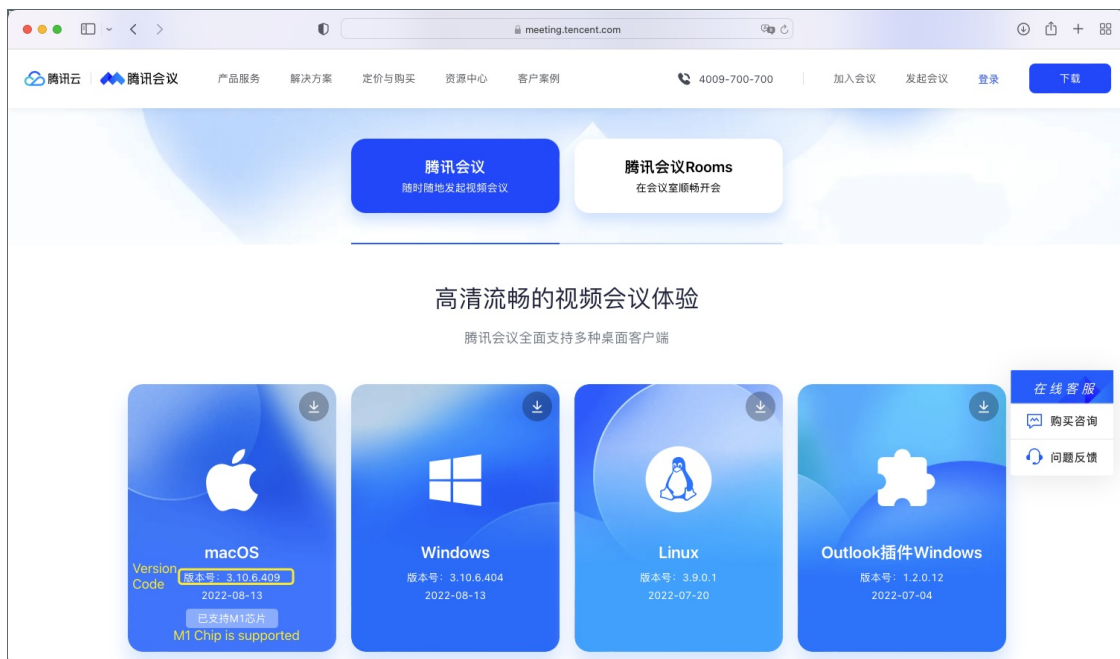 meeting.tencent.com
腾讯云 腾讯会议 产品服务 解决方案 定价与购买 资源中心 客户案例 4009-700-700 加入会议 发起会议 登录 下载
腾讯会议
随时随地发起视频会议
腾讯会议Rooms
在会议室顺畅开会
高清流畅的视频会议体验
腾讯会议全面支持多种桌面客户端
在线客服
购买咨询
问题反馈
macOS
Version Code
版本号：3.10.6.409
2022-08-13
已支持M1芯片
M1 Chip is supported
Windows
版本号：3.10.6.404
2022-08-13
Linux
版本号：3.9.0.1
2022-07-20
Outlook插件Windows
版本号：1.2.0.12
2022-07-04